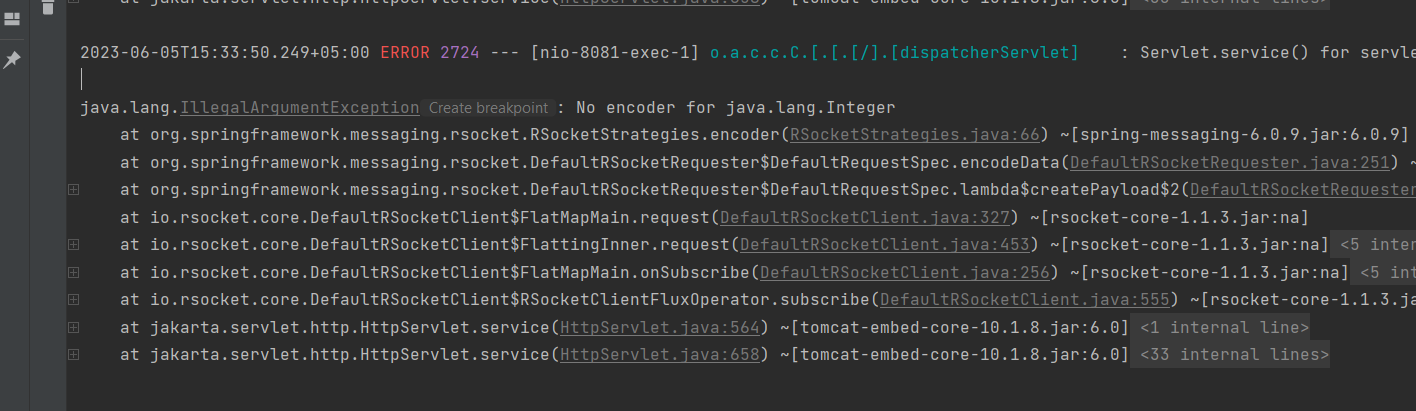 at jakarta.servlet.http.HttpServlet.service(HttpServlet.java:658) ~[tomcat-embed-core-10.1.8.jar:6.0] <33 internal lines>
2023-06-05T15:33:50.249+05:00 ERROR 2724 --- [nio-8081-exec-1] o.a.c.c.C.[.[.[/].[dispatcherServlet] : Servlet.service() for servle
java.lang.IllegalArgumentException Create breakpoint : No encoder for java.lang.Integer
at org.springframework.messaging.rsocket.RSocketStrategies.encoder(RSocketStrategies.java:66) ~[spring-messaging-6.0.9.jar:6.0.9]
at org.springframework.messaging.rsocket.DefaultRSocketRequester$DefaultRequestSpec.encodeData(DefaultRSocketRequester.java:251) ~
at org.springframework.messaging.rsocket.DefaultRSocketRequester$DefaultRequestSpec.lambda$createPayload$2(DefaultRSocketRequester
at io.rsocket.core.DefaultRSocketClient$FlatMapMain.request(DefaultRSocketClient.java:327) ~[rsocket-core-1.1.3.jar:na]
at io.rsocket.core.DefaultRSocketClient$FlattingInner.request(DefaultRSocketClient.java:453) ~[rsocket-core-1.1.3.jar:na] <5 inter
at io.rsocket.core.DefaultRSocketClient$FlatMapMain.onSubscribe(DefaultRSocketClient.java:256) ~[rsocket-core-1.1.3.jar:na] <5 int
at io.rsocket.core.DefaultRSocketClient$RSocketClientFluxOperator.subscribe(DefaultRSocketClient.java:555) ~[rsocket-core-1.1.3.ja
at jakarta.servlet.http.HttpServlet.service(HttpServlet.java:564) ~[tomcat-embed-core-10.1.8.jar:6.0] <1 internal line>
at jakarta.servlet.http.HttpServlet.service(HttpServlet.java:658) ~[tomcat-embed-core-10.1.8.jar:6.0] <33 internal lines>